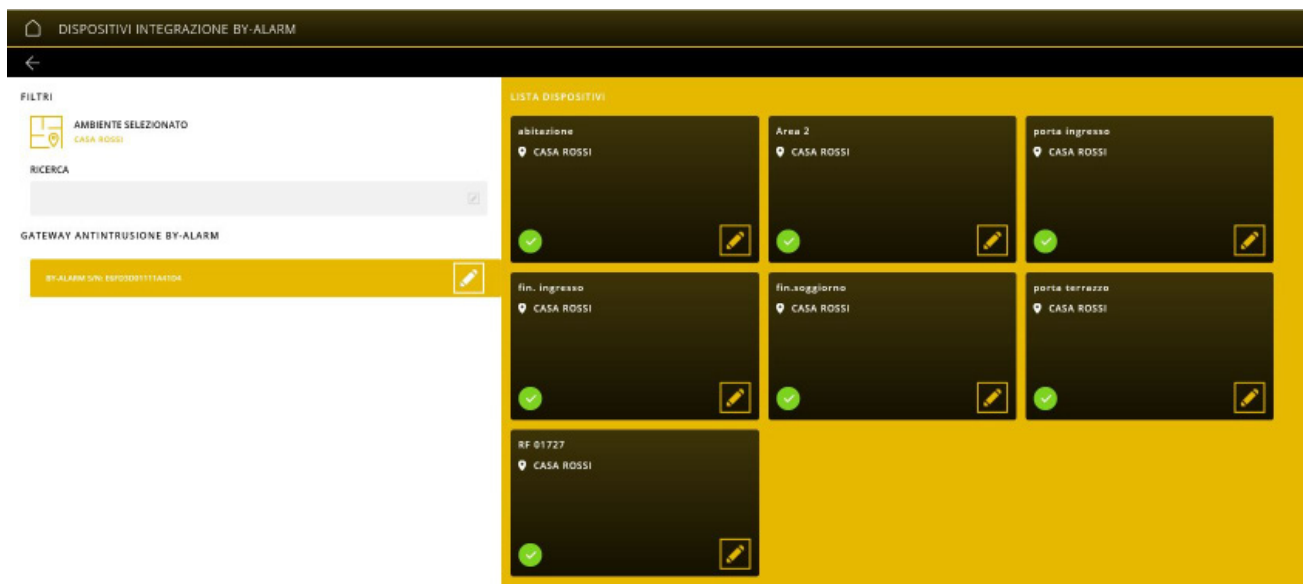 DISPOSITIVI INTEGRAZIONE BY-ALARM
FILTRI
AMBIENTE SELEZIONATO
CASA ROSSI
RICERCA
GATEWAY ANTINTRUSIONE BY-ALARM
BY-ALARM S/N:
LISTA DISPOSITIVI
abitazione
CASA ROSSI
Area 2
CASA ROSSI
porta ingresso
CASA ROSSI
fin. ingresso
CASA ROSSI
fin.soggiorno
CASA ROSSI
porta terrazzo
CASA ROSSI
RF 01727
CASA ROSSI